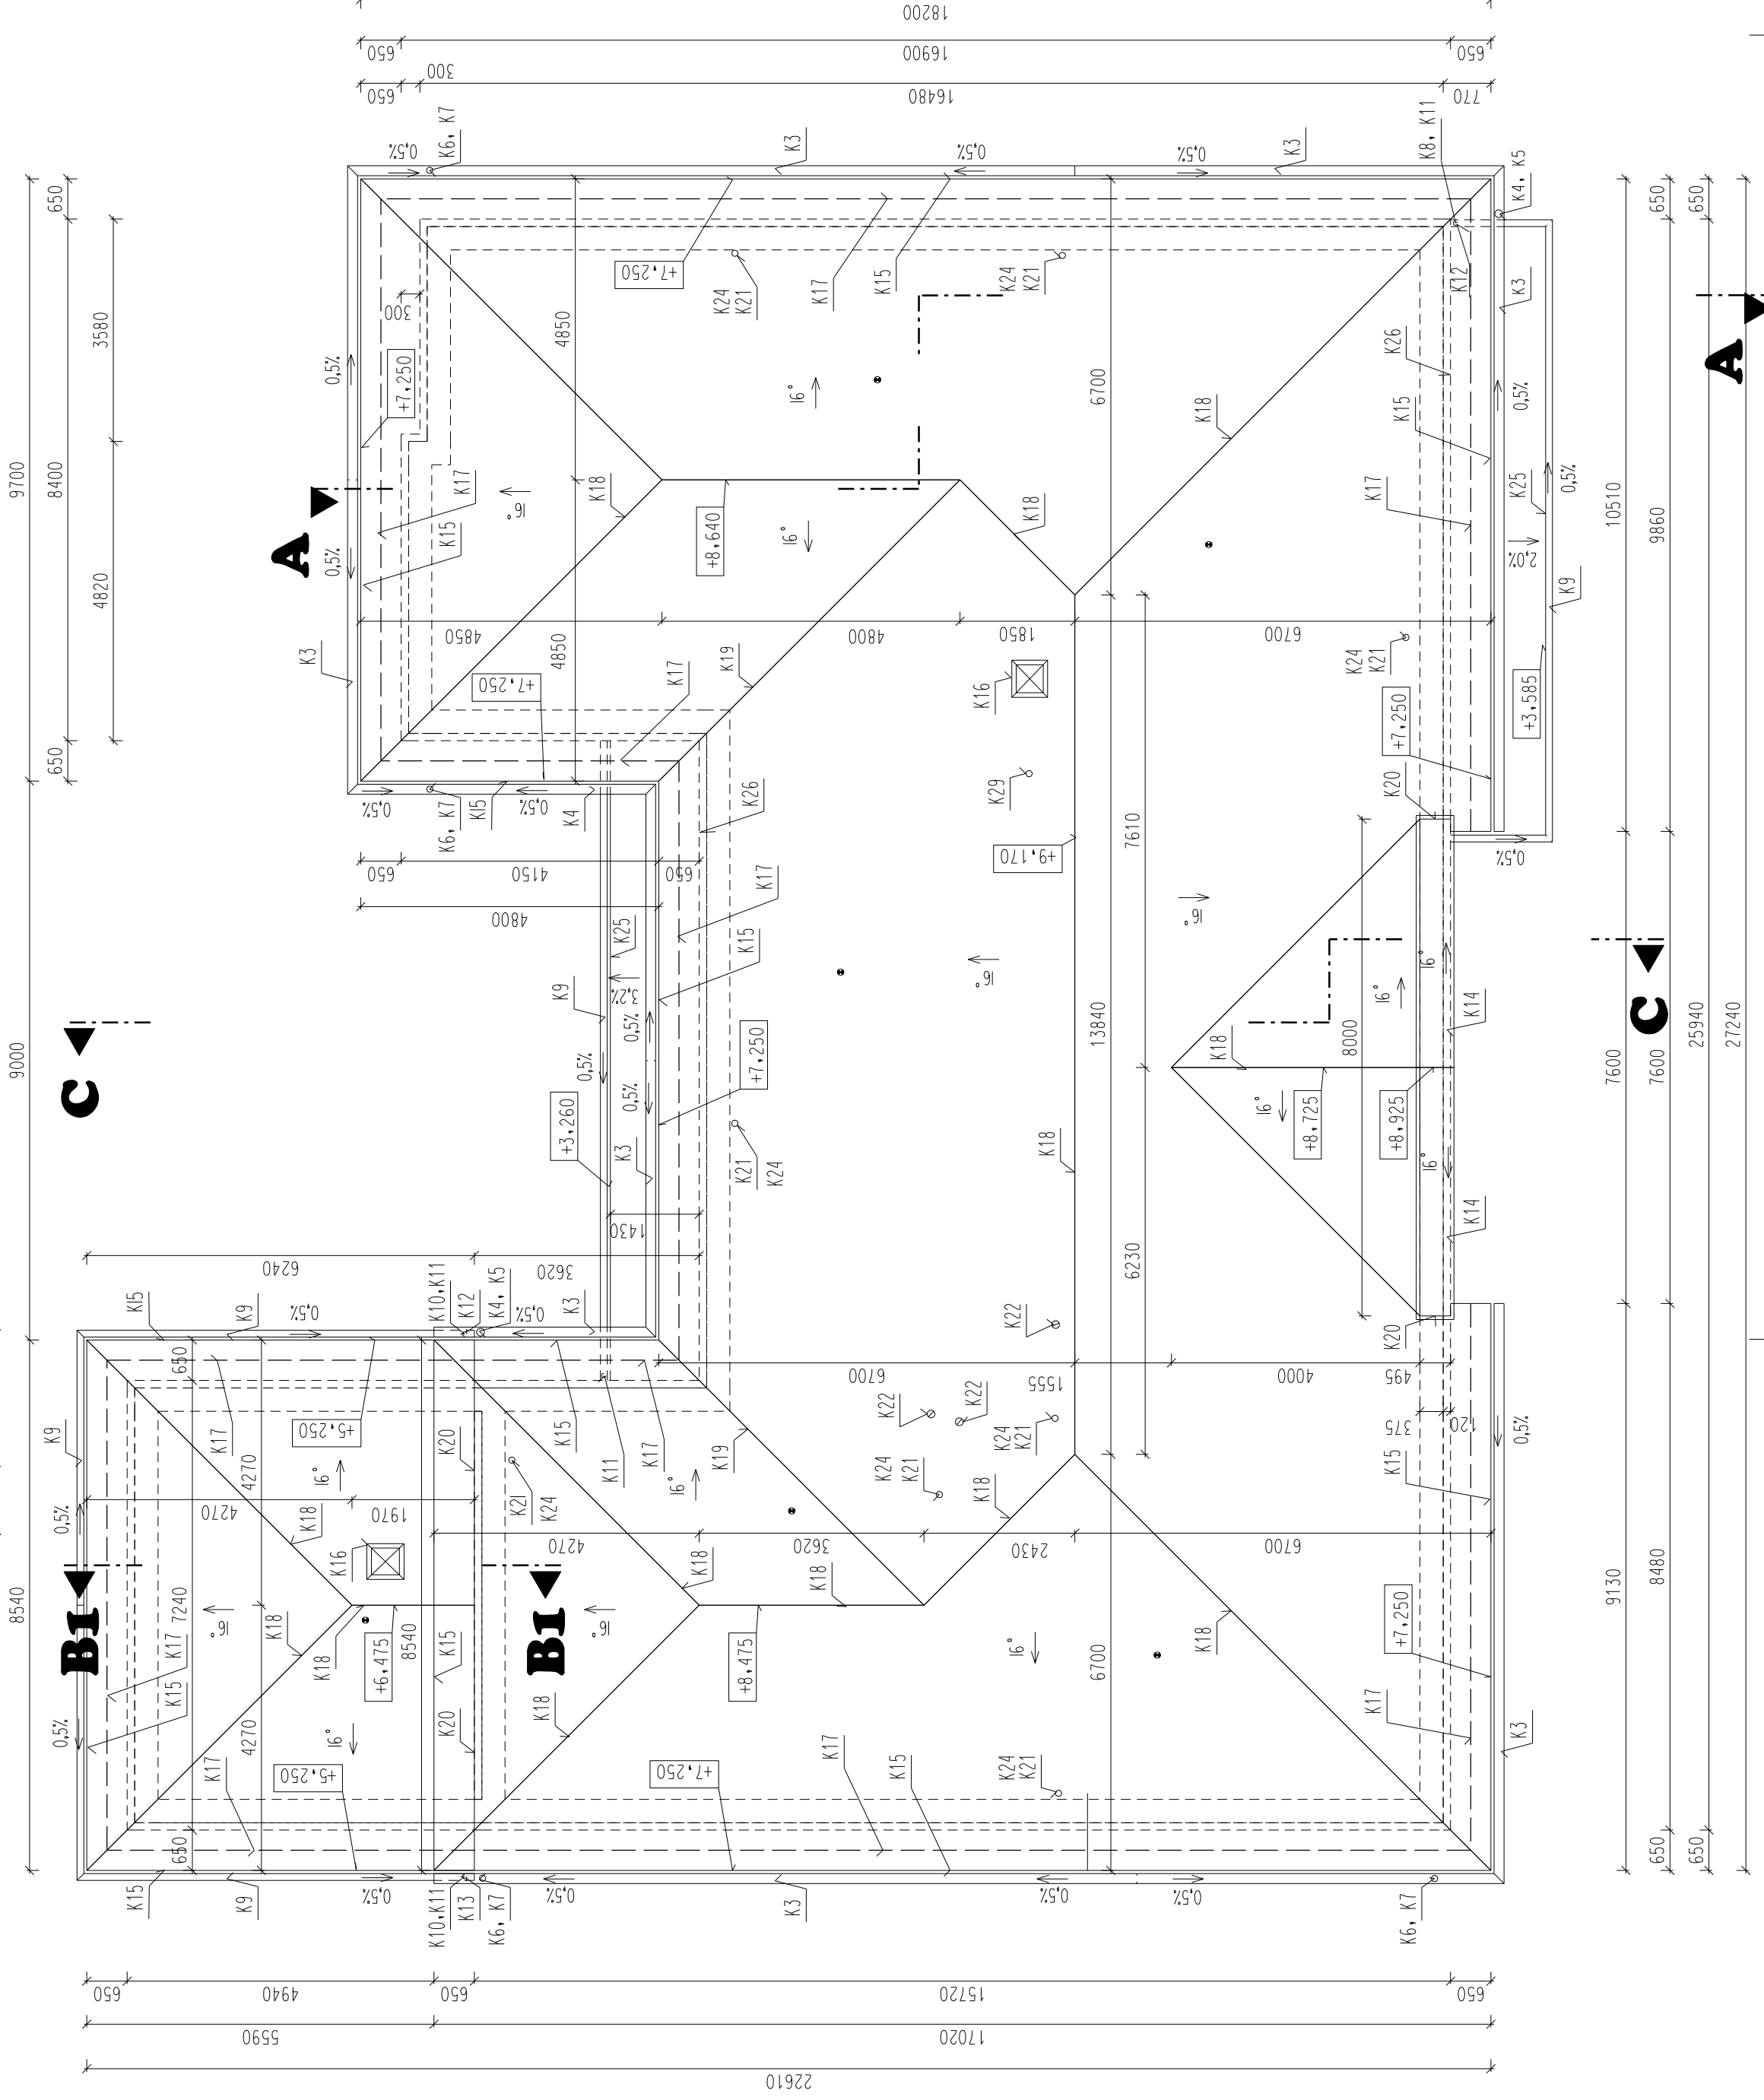 18200
650
16900
650
650
300
16480
770
9700
650
8400
650
3580
4820
9000
8540
0,5%
K6, K7
K3
0,5%
0,5%
K3
K8, K11
K4, K5
K12
K3
0,5%
0,5%
+7,250
300
4850
+7,250
K24
K21
K17
K15
K24
K21
6700
K26
K15
K17
K18
16°
A
0,5%
K3
K17
K15
K18
16°
+8,640
16°
K18
4850
4800
1850
6700
4850
+7,250
K17
K19
K16
K29
K24
K21
+7,250
K20
2,0%
K25
0,5%
K9
+3,585
0,5%
A
10510
9860
650
650
0,5%
K6, K7
K15
0,5%
K4
650
4150
650
4800
K26
K17
K15
K25
3,2%
K9
0,5%
0,5%
0,5%
+3,260
K3
+7,250
1430
+9,170
16°
16°
7610
13840
6230
K18
K21
K24
C
C
16°
16°
16°
16°
K18
8000
+8,725
+8,925
K14
K14
K20
7600
7600
25940
27240
6240
3620
K15
K9
0,5%
K10,K11
K12
K4, K5
0,5%
K3
K22
6700
1555
4000
495
375
120
K9
0,5%
650
K17
4270
+5,250
16°
4270
1970
K18
K16
K20
K21
K24
K15
K11
K17
16°
K19
K22
K22
K24
K21
K24
K21
K18
4270
3620
2430
6700
K15
0,5%
B1
B1
7240
K17
K15
0,5%
16°
K18
K18
+6,475
8540
K15
K20
16°
K18
K18
+8,475
K18
16°
6700
K18
+7,250
K17
K3
4270
16°
K17
+5,250
650
K18
+7,250
K17
K15
K24
K21
K15
K9
0,5%
K10,K11
K13
K6, K7
0,5%
K3
0,5%
0,5%
K6, K7
9130
8480
650
650
650
4940
650
15720
650
5590
17020
22610